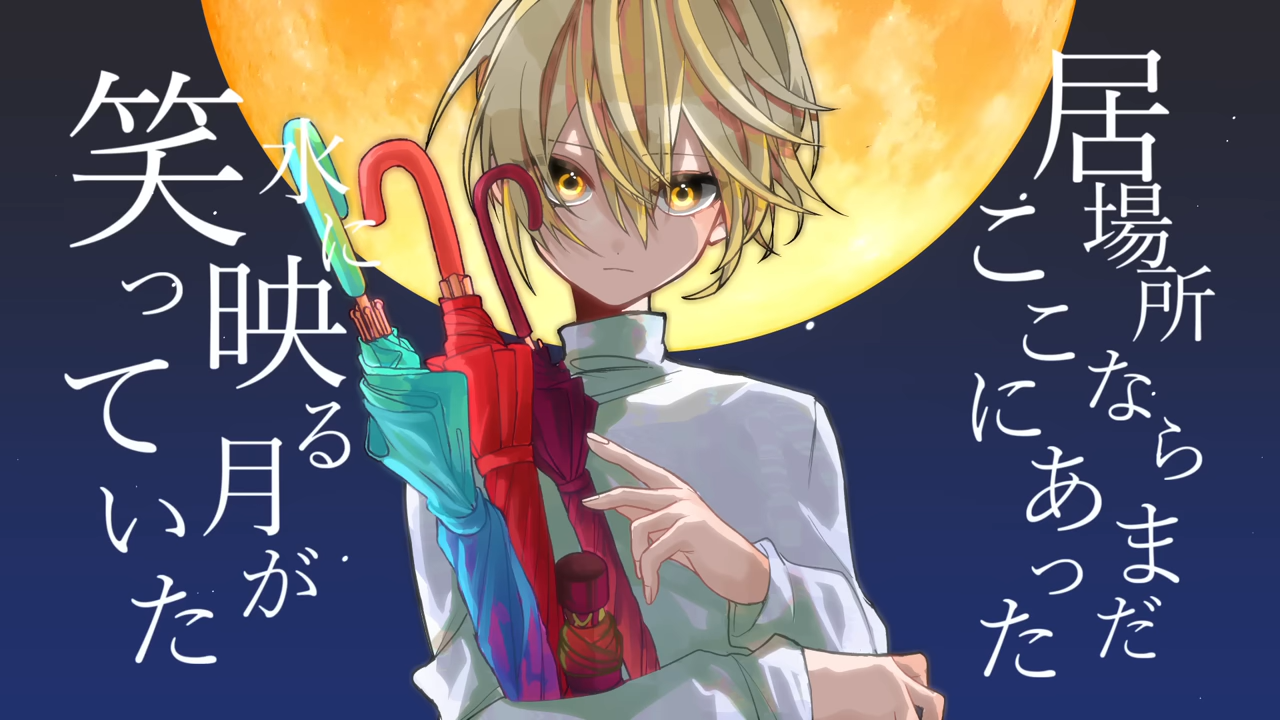 居場所ならまだ
ここにあった
水に映る月が
笑っていた